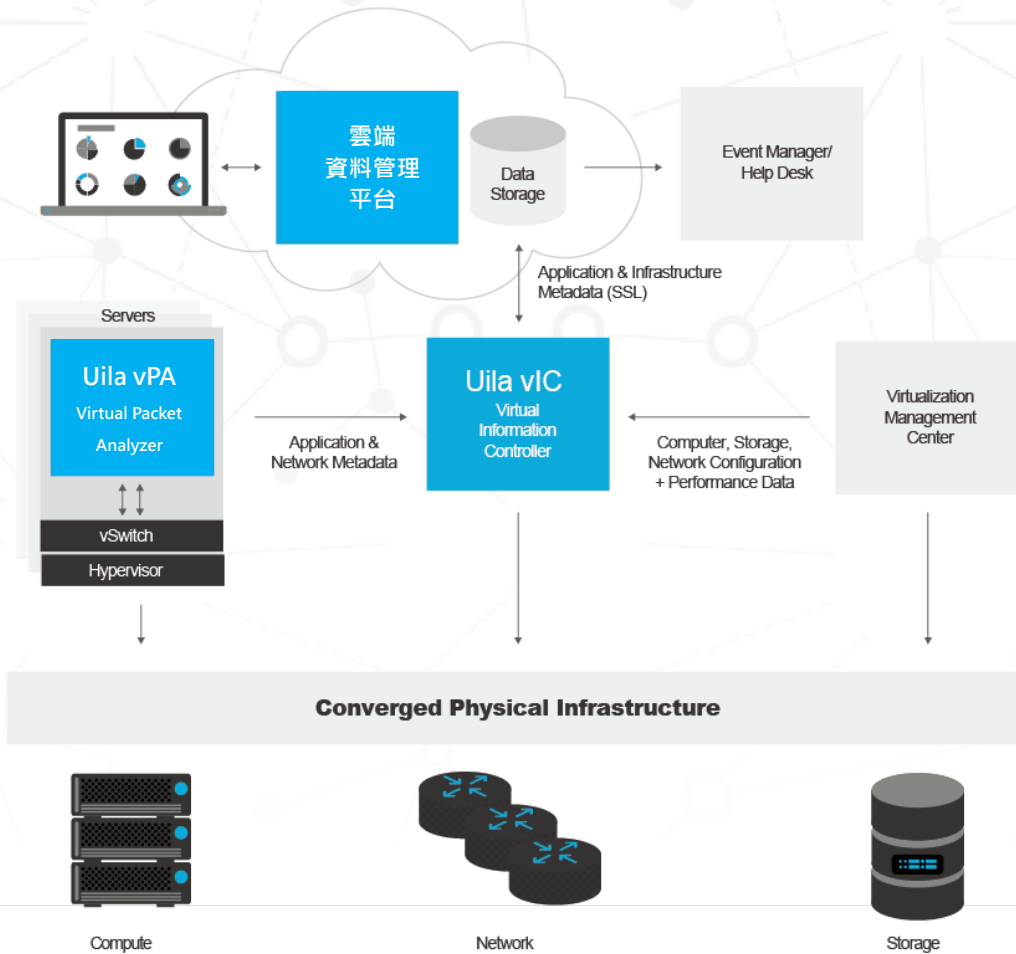 雲端
資料管理
平台
Data
Storage
Event Manager/
Help Desk
Application & Infrastructure
Metadata (SSL)
Servers
Uila vPA
Virtual Packet
Analyzer
vSwitch
Hypervisor
Application &
Network Metadata
Uila vIC
Virtual
Information
Controller
Computer, Storage,
Network Configuration
+ Performance Data
Virtualization
Management
Center
Converged Physical Infrastructure
Compute
Network
Storage